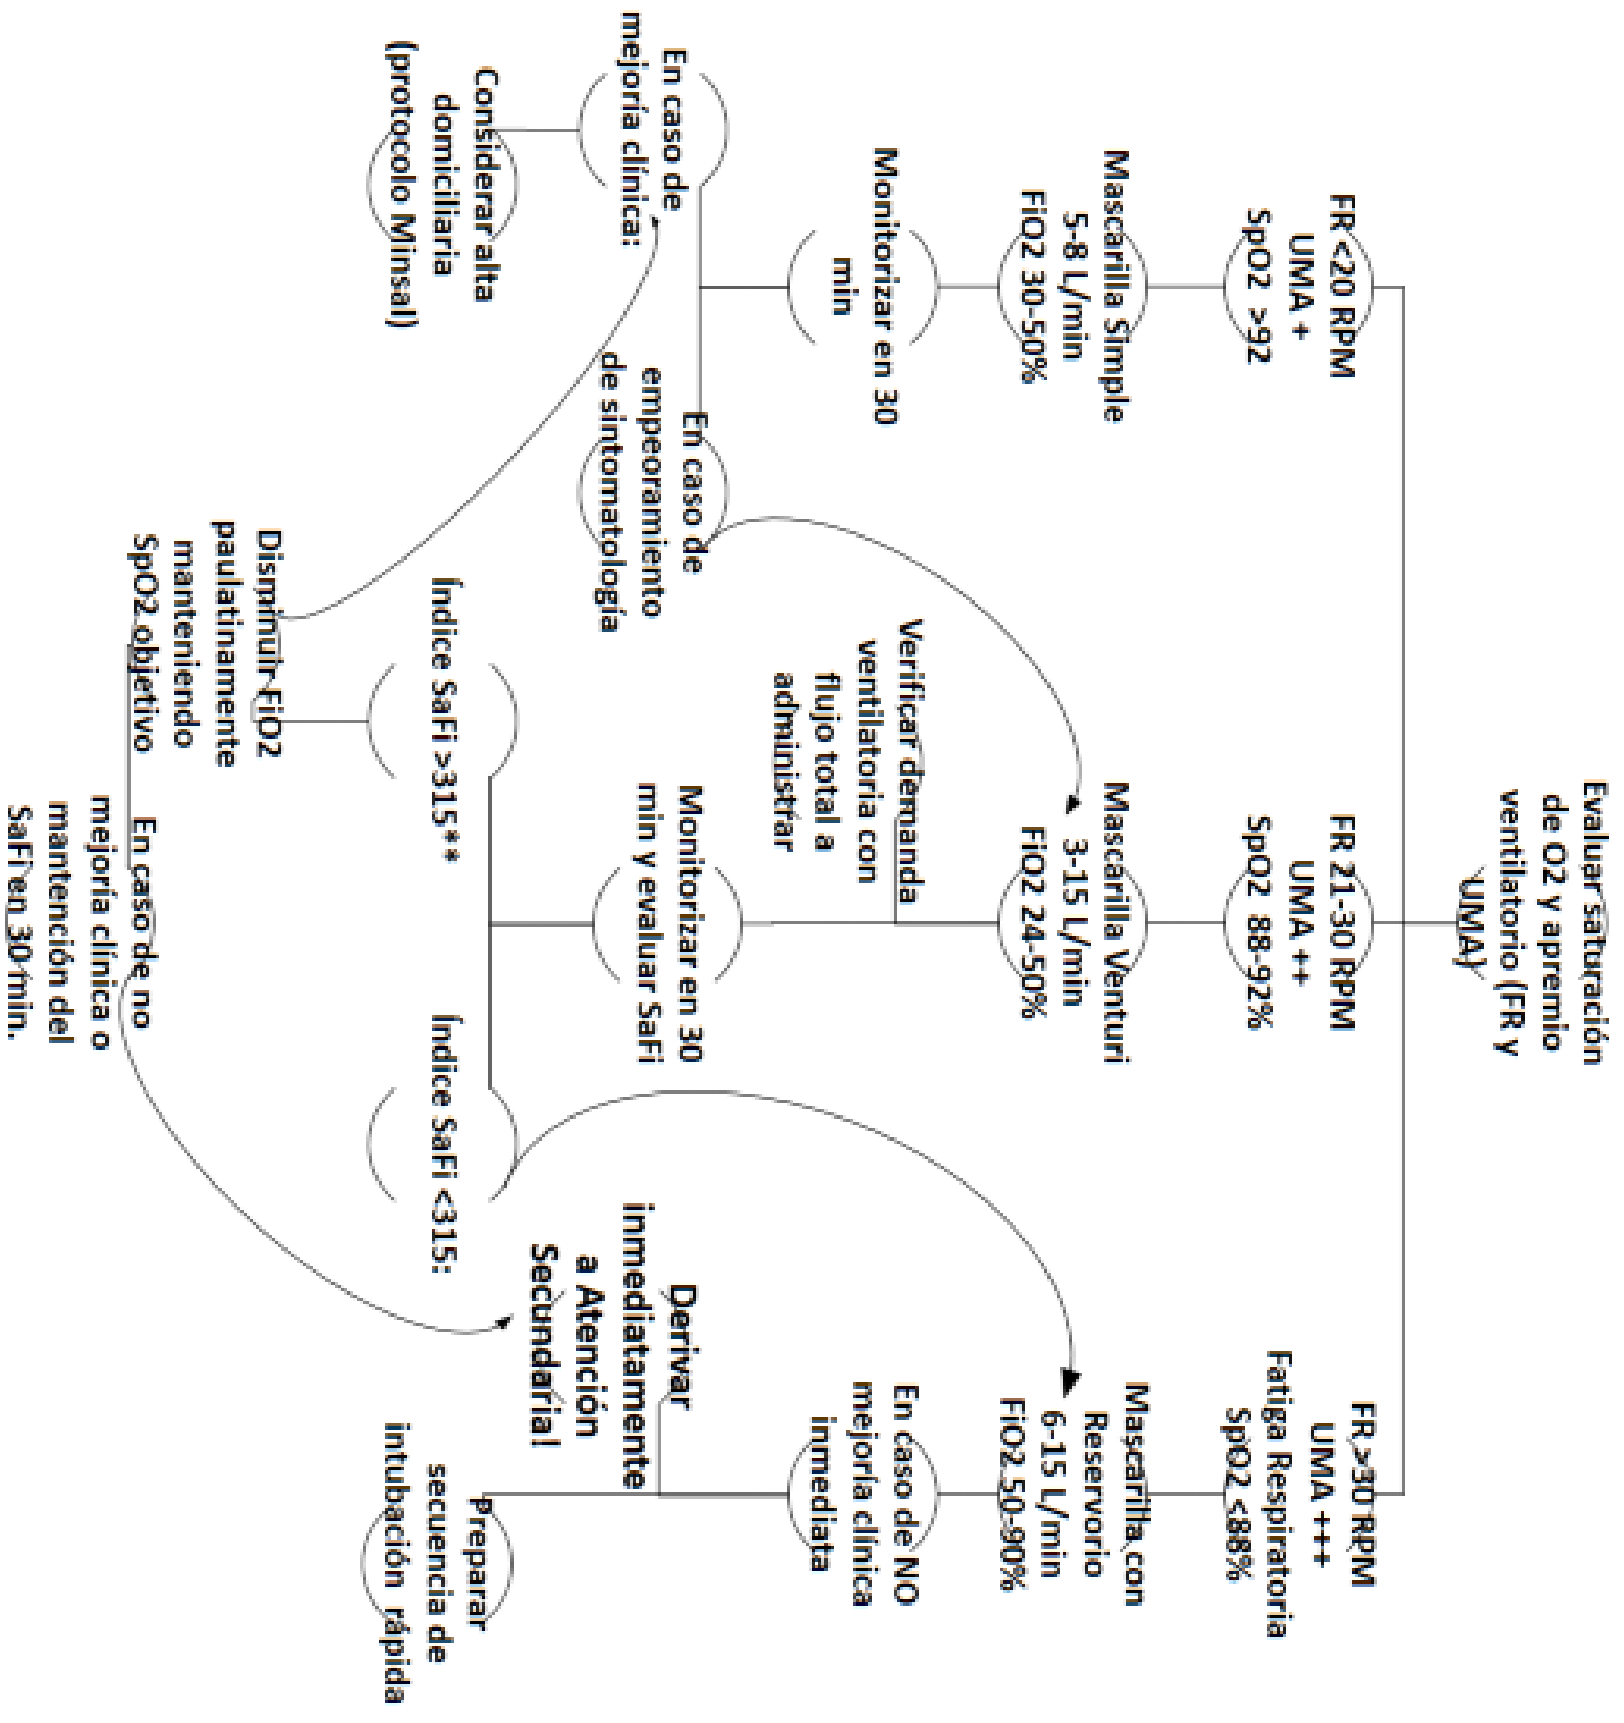 Evaluar saturación
de O2 y apremio
ventilatorio (FR y
UMA)
FR <20 RPM
UMA +
SpO2 >92
Mascarilla Simple
5-8 L/min
FiO2 30-50%
Monitorizar en 30
min
En caso de
mejoría clínica:
Considerar alta
domiciliaria
(protocolo Minsal)
En caso de
empeoramiento
de sintomatología
FR 21-30 RPM
UMA ++
SpO2 88-92%
Mascarilla Venturi
3-15 L/min
FiO2 24-50%
Verificar demanda
ventilatoria con
flujo total a
administrar
Monitorizar en 30
min y evaluar SaFi
Índice SaFi >315**
Disminuir FiO2
paulatinamente
manteniendo
SpO2 objetivo
En caso de no
mejoría clínica o
mantención del
SaFi en 30 min.
Índice SaFi <315:
FR >30 RPM
UMA +++
Fatiga Respiratoria
SpO2 <88%
Mascarilla con
Reservorio
6-15 L/min
FiO2 50-90%
En caso de NO
mejoría clínica
inmediata
Derivar
inmediatamente
a Atención
Secundaria!
Preparar
secuencia de
intubación rápida